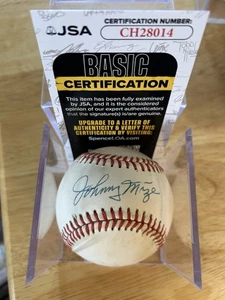 JSA
CERTIFICATION NUMBER:
CH28014
BASIC
CERTIFICATION
This item has been fully examined
by JSA, and it is the considered
opinion of our expert authentication
that the signature(s) is/are genuine.
UPGRADE TO A LETTER OF
AUTHENTICITY & VERIFY THIS
CERTIFICATION BY VISITING:
SpenceLOA.com
Johnny Mize